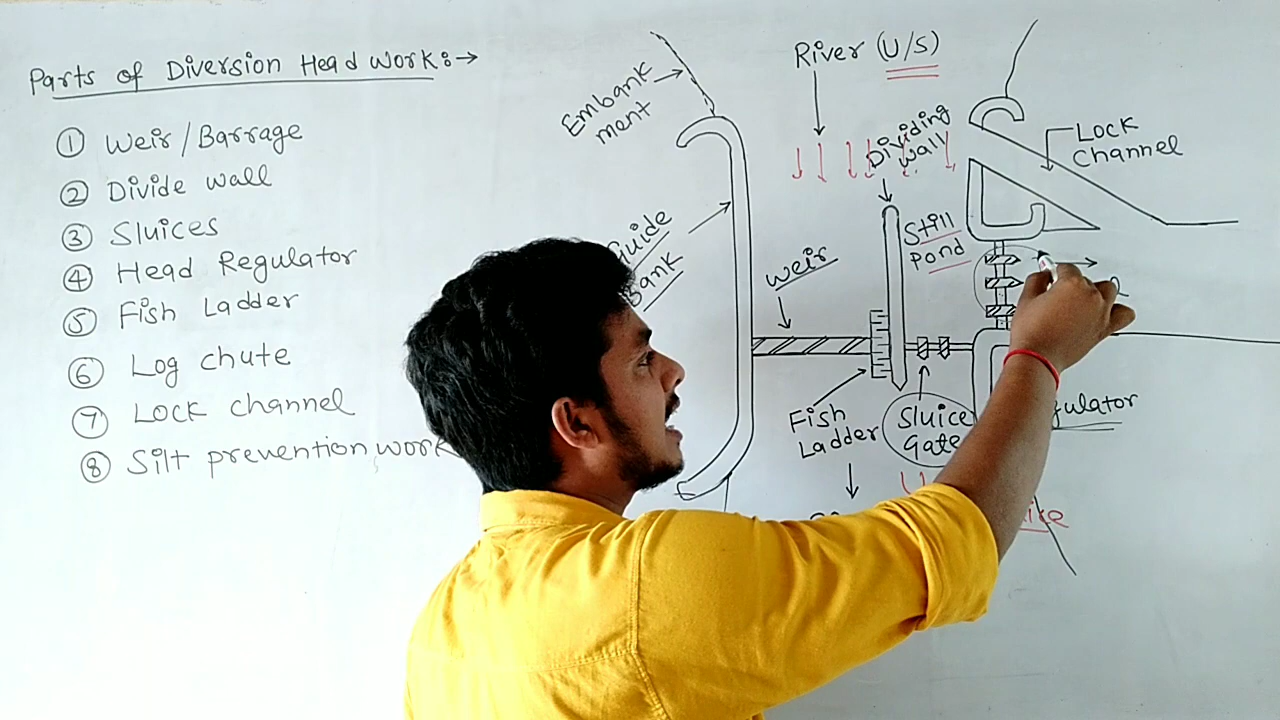 Parts of Diversion Head Work:→
① Weir/Barrage
② Divide wall
③ Sluices
④ Head Regulator
⑤ Fish Ladder
⑥ Log chute
⑦ Lock channel
⑧ Silt prevention work
Embank
ment
River (U/S)
Dividing
wall
Lock
Channel
Guide
Bank
Weir
Still
pond
Fish
Ladder
Sluice
Gate